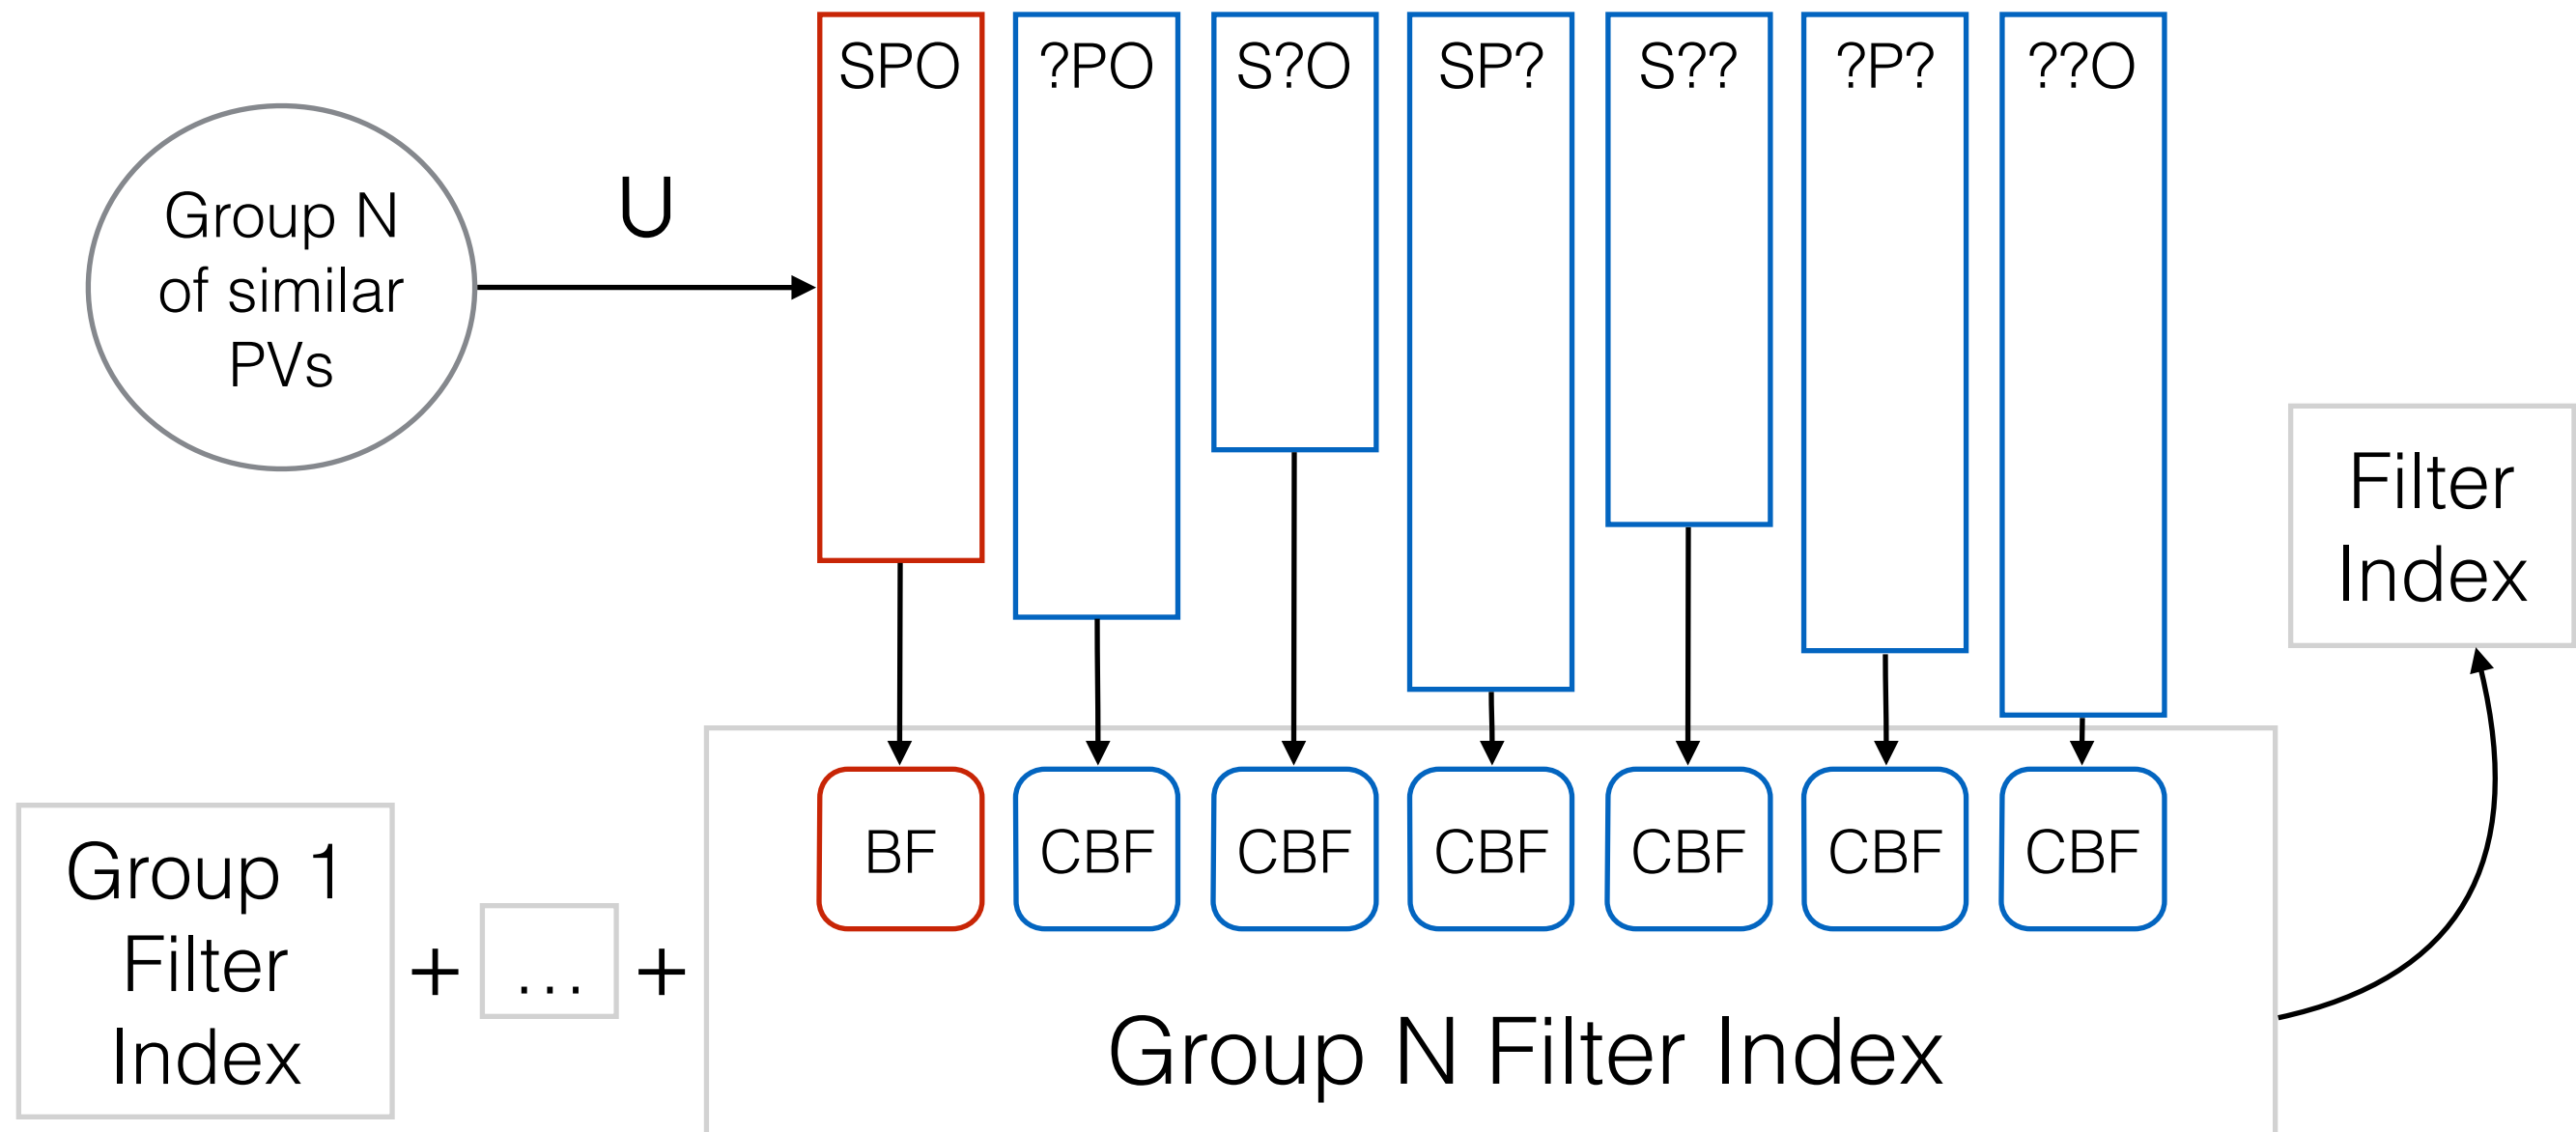 SPO
?PO
S?O
SP?
S??
?P?
??O
Group N
of similar
PVs
U
Filter
Index
BF
CBF
CBF
CBF
CBF
CBF
CBF
Group 1
Filter
Index
+
...
+
Group N Filter Index